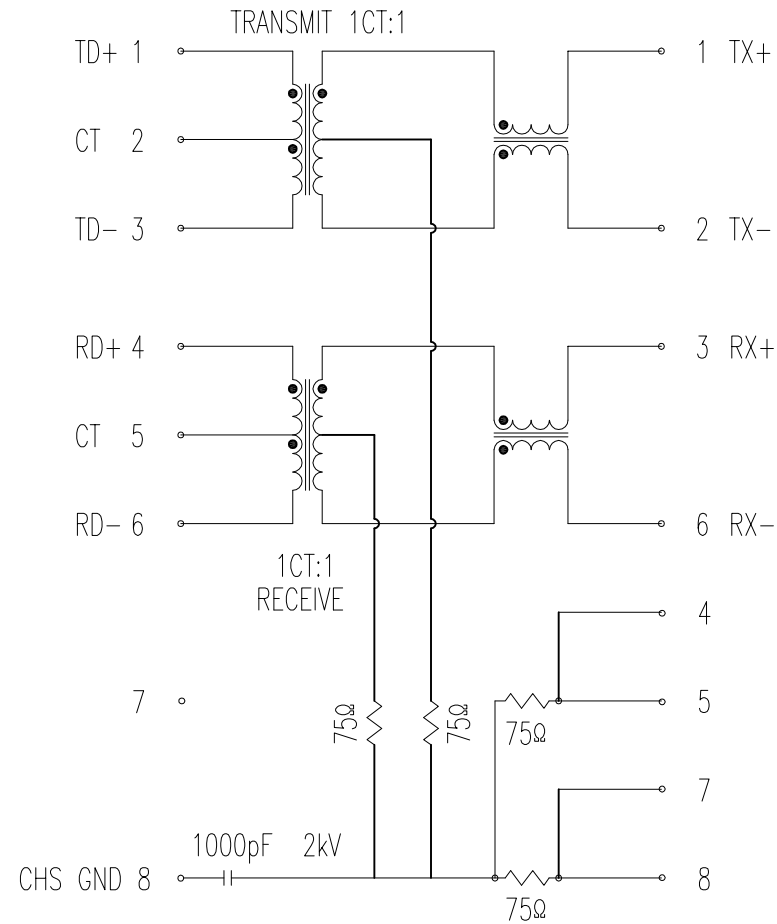 TRANSMIT 1CT:1
TD+ 1
1 TX+
CT 2
TD- 3
2 TX-
RD+ 4
3 RX+
CT 5
RD- 6
6 RX-
1CT:1
RECEIVE
4
7
5
75Ω
75Ω
75Ω
7
1000pF 2kV
CHS GND 8
8
75Ω